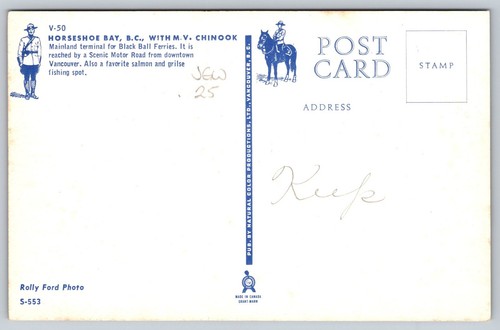 V-50
HORSESHOE BAY, B.C., WITH M.V. CHINOOK
Mainland terminal for Black Ball Ferries. It is
reached by a Scenic Motor Road from downtown
Vancouver. Also a favorite salmon and grilse
fishing spot.
25
PUB. BY NATURAL COLOR PRODUCTIONS, LTD., VANCOUVER, B.C.
POST
CARD
ADDRESS
STAMP
Keep
Rolly Ford Photo
S-553
MADE IN CANADA
GRANT-MANN